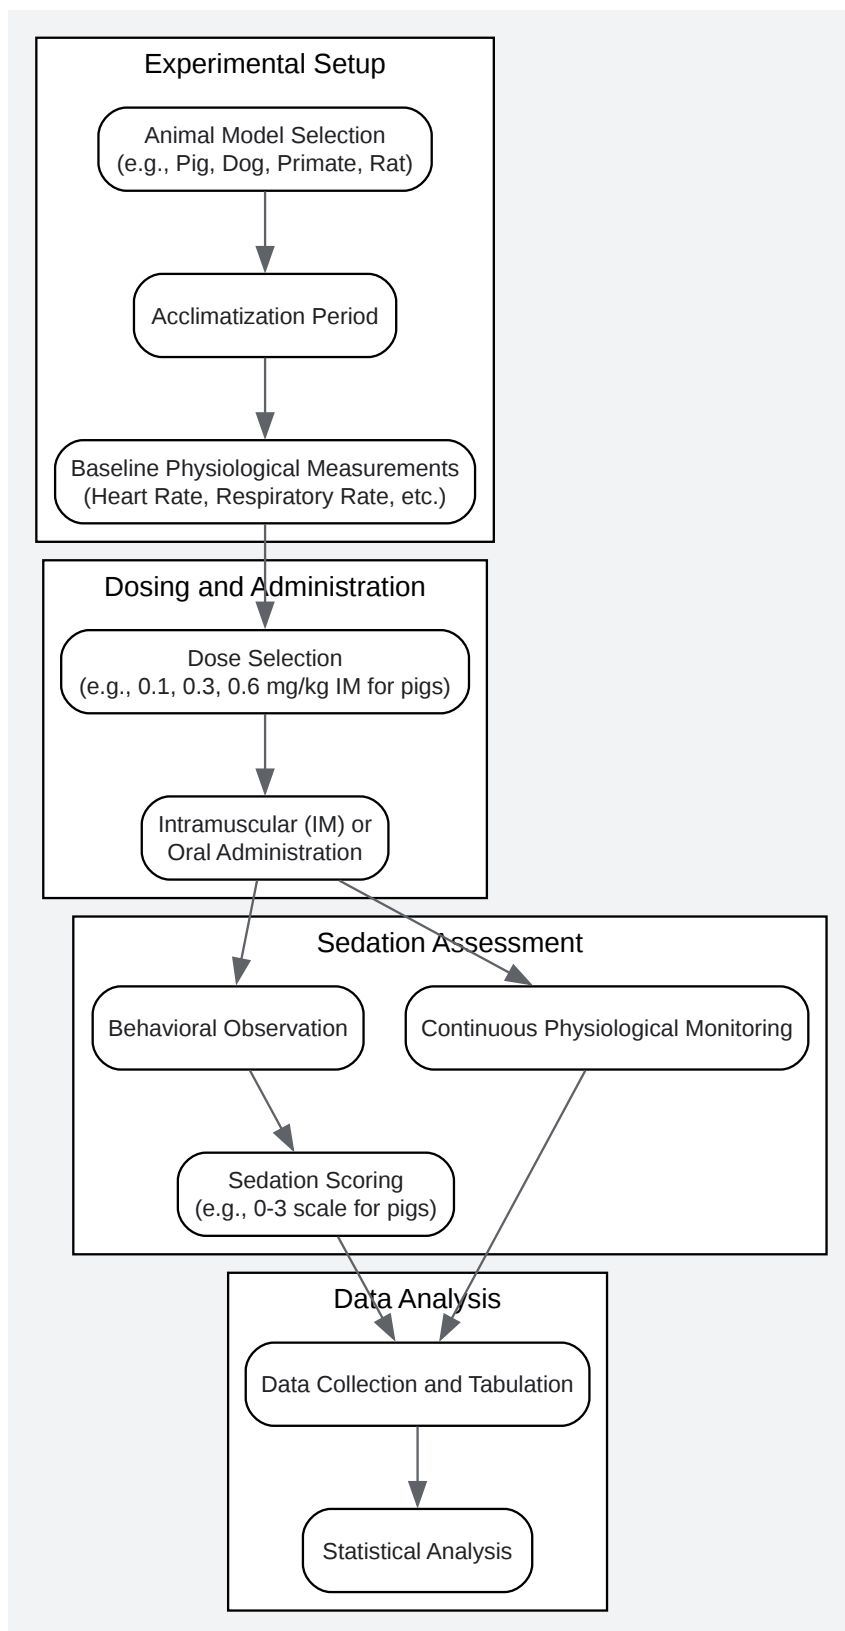 Experimental Setup
Animal Model Selection
(e.g., Pig, Dog, Primate, Rat)
Acclimatization Period
Baseline Physiological Measurements
(Heart Rate, Respiratory Rate, etc.)
Dosing and Administration
Dose Selection
(e.g., 0.1, 0.3, 0.6 mg/kg IM for pigs)
Intramuscular (IM) or
Oral Administration
Sedation Assessment
Behavioral Observation
Continuous Physiological Monitoring
Sedation Scoring
(e.g., 0-3 scale for pigs)
Data Analysis
Data Collection and Tabulation
Statistical Analysis